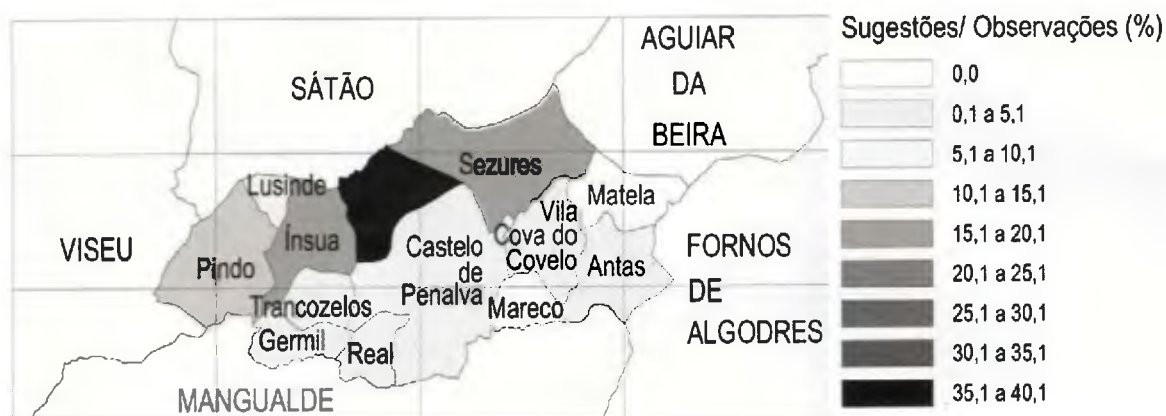 Sugestões/ Observações (%)
0,0
0,1 a 5,1
5,1 a 10,1
10,1 a 15,1
15,1 a 20,1
20,1 a 25,1
25,1 a 30,1
30,1 a 35,1
35,1 a 40,1
AGUIAR
DA
BEIRA
SÁTÃO
Sezures
Lusinde
Matela
Vila
Cova do
Covelo
Ínsua
VISEU
Pindo
Castelo
de
Penalva
Antas
FORNOS
DE
ALGODRES
Trancozelos
Mareco
Germil
Real
MANGUALDE